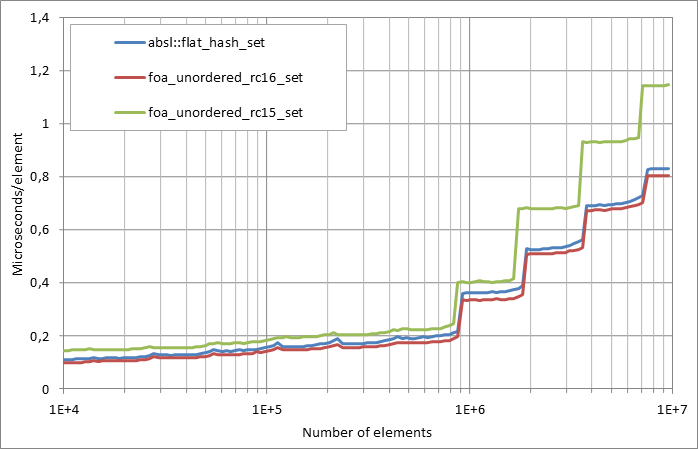 1,4
absl::flat_hash_set
1,2
foa_unordered_rc16_set
foa_unordered_rc15_set
1
Microseconds/element
0,8
0,6
0,4
0,2
0
1E+4
1E+5
1E+6
1E+7
Number of elements